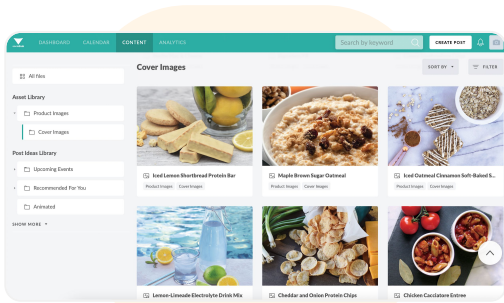 DASHBOARD
CALENDAR
CONTENT
ANALYTICS
Search by keyword
CREATE POST
All files
Asset Library
Product Images
Cover Images
Post Ideas Library
Upcoming Events
Recommended For You
Animated
SHOW MORE
Cover Images
SORT BY
FILTER
Iced Lemon Shortbread Protein Bar
Product Images Cover Images
Maple Brown Sugar Oatmeal
Product Images Cover Images
Iced Oatmeal Cinnamon Soft-Baked S...
Product Images Cover Images
Lemon-Limeade Electrolyte Drink Mix
Cheddar and Onion Protein Chips
Chicken Cacciatore Entree